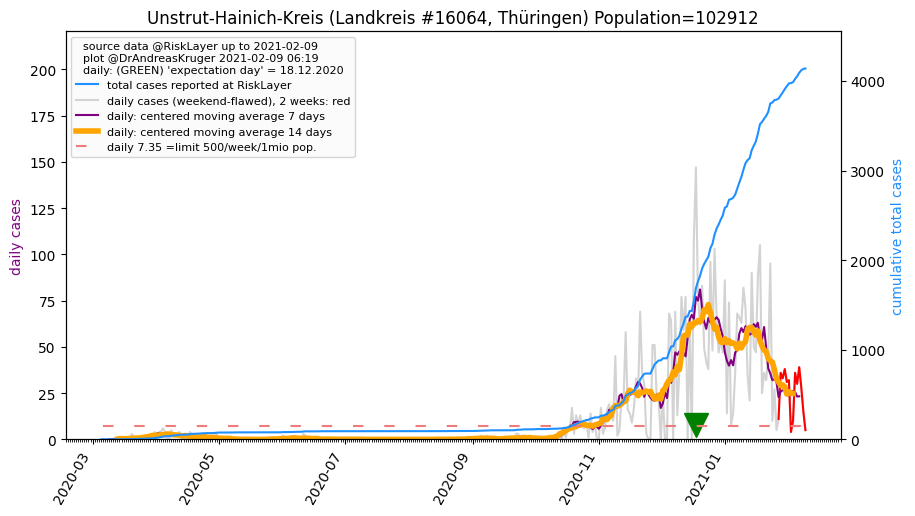 Unstrut-Hainich-Kreis (Landkreis #16064, Thüringen) Population=102912
source data @RiskLayer up to 2021-02-09
plot @DrAndreasKruger 2021-02-09 06:19
daily: (GREEN) 'expectation day' = 18.12.2020
total cases reported at RiskLayer
daily cases (weekend-flawed), 2 weeks: red
daily: centered moving average 7 days
daily: centered moving average 14 days
daily 7.35 =limit 500/week/1mio pop.
daily cases
200
175
150
125
100
75
50
25
0
4000
3000
2000
1000
0
cumulative total cases
2020-03
2020-05
2020-07
2020-09
2020-11
2021-01